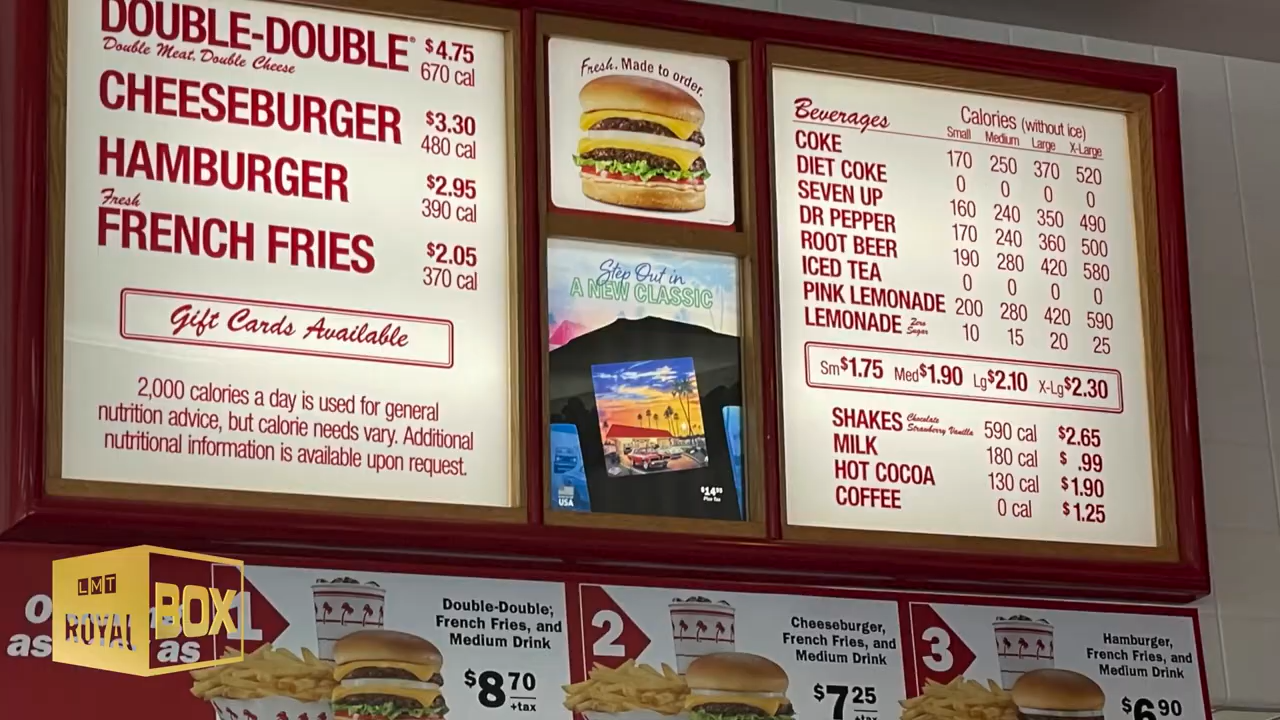 DOUBLE-DOUBLE® $4.75
Double Meat, Double Cheese 670 cal
CHEESEBURGER $3.30
480 cal
HAMBURGER $2.95
390 cal
Fresh
FRENCH FRIES $2.05
370 cal
Gift Cards Available
2,000 calories a day is used for general
nutrition advice, but calorie needs vary. Additional
nutritional information is available upon request.
Fresh. Made to order.
Step Out in
A NEW CLASSIC
USA
$14⁹⁵
Plus Tax
Beverages Calories (without ice)
Small Medium Large X-Large
COKE 170 250 370 520
DIET COKE 0 0 0 0
SEVEN UP 160 240 350 490
DR PEPPER 170 240 360 500
ROOT BEER 190 280 420 580
ICED TEA 0 0 0 0
PINK LEMONADE 200 280 420 590
LEMONADE Zero Sugar 10 15 20 25
Sm$1.75 Med$1.90 Lg$2.10 X-Lg$2.30
SHAKES Chocolate Strawberry Vanilla 590 cal $2.65
MILK 180 cal $ .99
HOT COCOA 130 cal $1.90
COFFEE 0 cal $1.25
LMT
ROYAL BOX
as
as
1
Double-Double,
French Fries, and
Medium Drink
$8 70
+tax
2
Cheeseburger,
French Fries, and
Medium Drink
$7 25
+tax
3
Hamburger,
French Fries, and
Medium Drink
$6 90